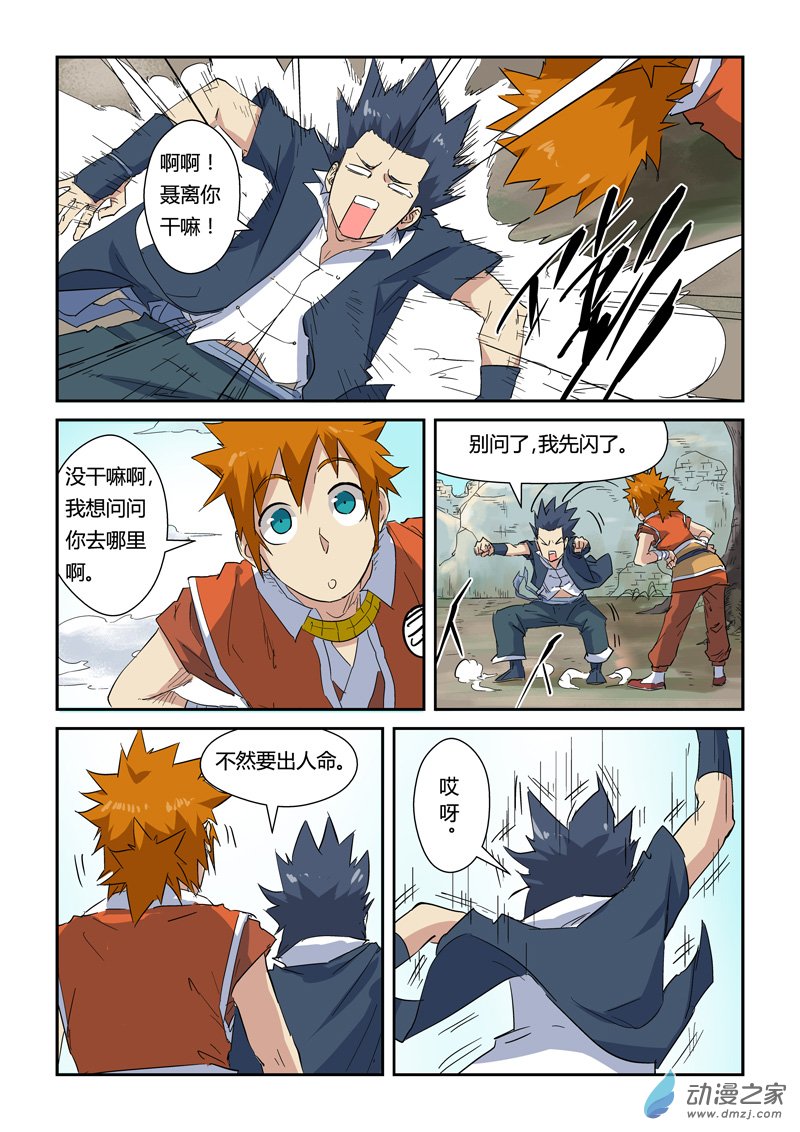 啊啊！
聂离你
干嘛！
没干嘛啊，
我想问问
你去哪里
啊。
别问了，我先闪了。
不然要出人命。
哎
呀。
动漫之家
www.dmzj.com